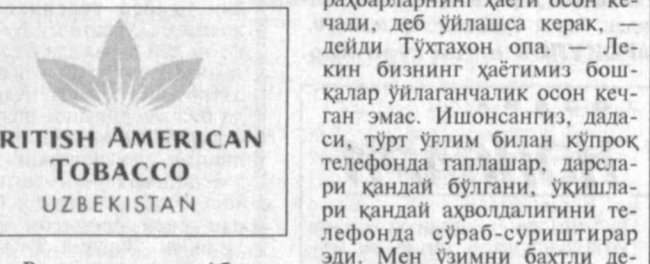 RITISH AMERICAN
TOBACCO
UZBEKISTAN
раҳбарларнинг ҳаёти осон ке-
чади, деб ўйлашса керак, —
дейди Тўхтахон опа. — Ле-
кин бизнинг ҳаётимиз бош-
қалар ўйлаганчалик осон кеч-
ган эмас. Ишонсангиз, дада-
си, тўрт ўғлим билан кўпроқ
телефонда гаплашар, дарсла-
ри қандай бўлгани, ўқишла-
ри қандай аҳволдалигини те-
лефонда сўраб-суриштирар
эди. Мен ўзимни бахтли де-